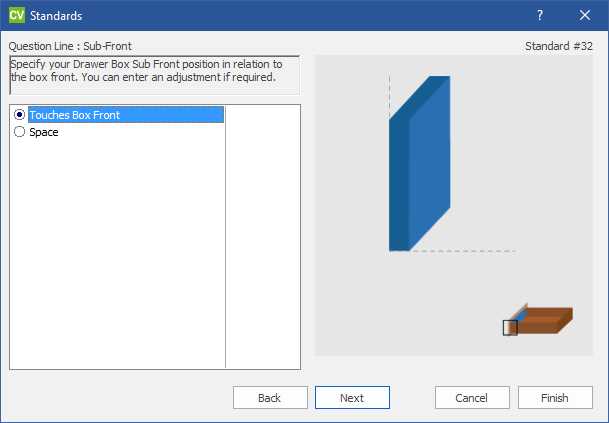 CV Standards ?
Question Line : Sub-Front
Standard #32
Specify your Drawer Box Sub Front position in relation to
the box front. You can enter an adjustment if required.
Touches Box Front
Space
Back
Next
Cancel
Finish